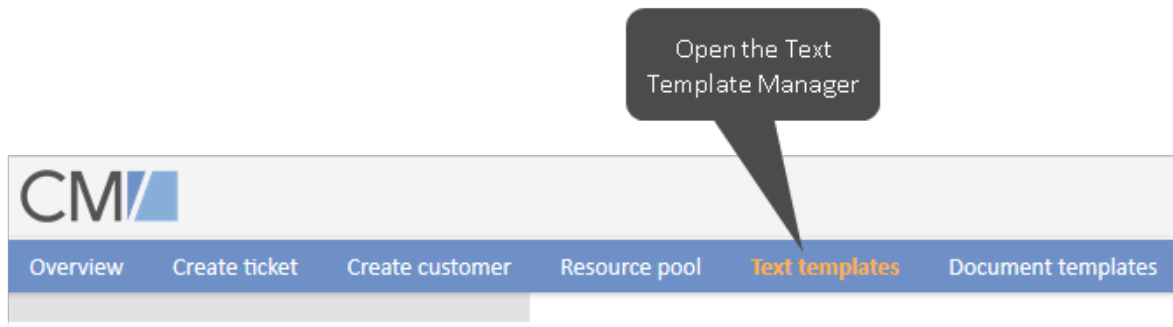 Open the Text
Template Manager
CM/
Overview Create ticket Create customer Resource pool Text templates Document templates